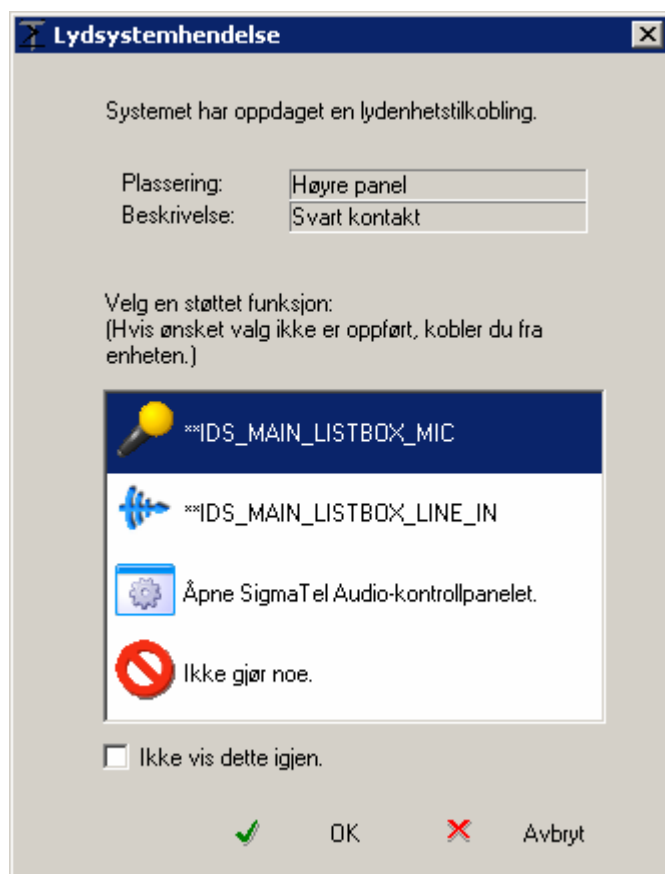 Lydsystemhendelse
Systemet har oppdaget en lydenhetstilkobling.
Plassering: Høyre panel
Beskrivelse: Svart kontakt
Velg en støttet funksjon:
(Hvis ønsket valg ikke er oppført, kobler du fra
enheten.)
**IDS_MAIN_LISTBOX_MIC
**IDS_MAIN_LISTBOX_LINE_IN
Åpne SigmaTel Audio-kontrollpanelet.
Ikke gjør noe.
Ikke vis dette igjen.
OK Avbryt